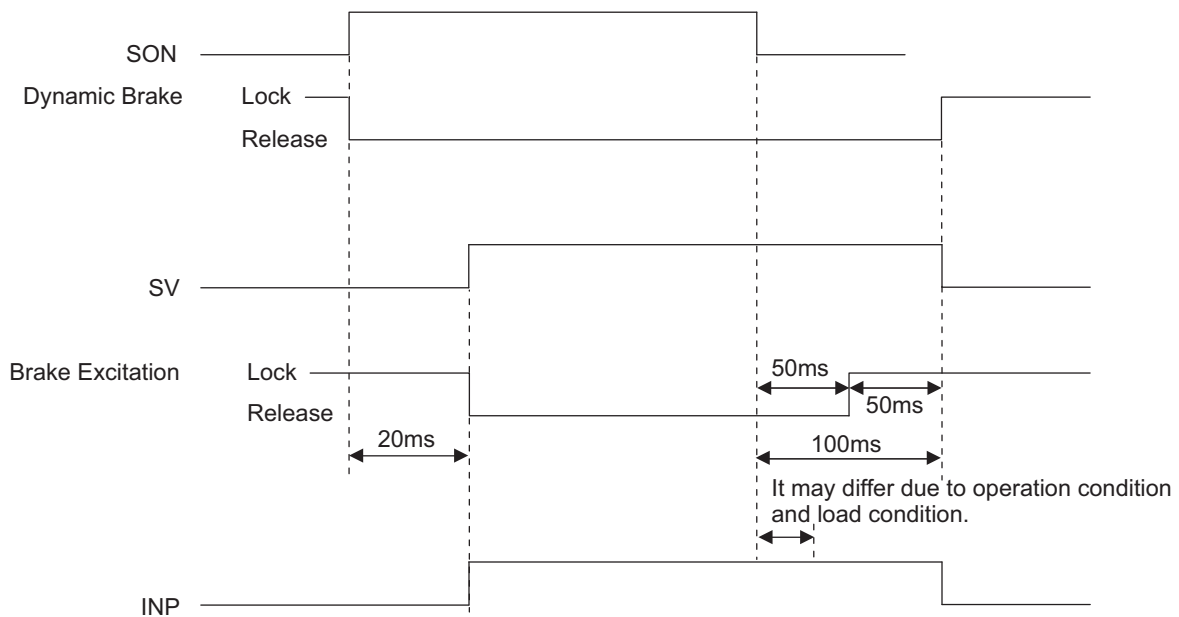 SON
Dynamic Brake Lock
Release
SV
Brake Excitation Lock
50ms
Release
50ms
20ms
100ms
It may differ due to operation condition
and load condition.
INP